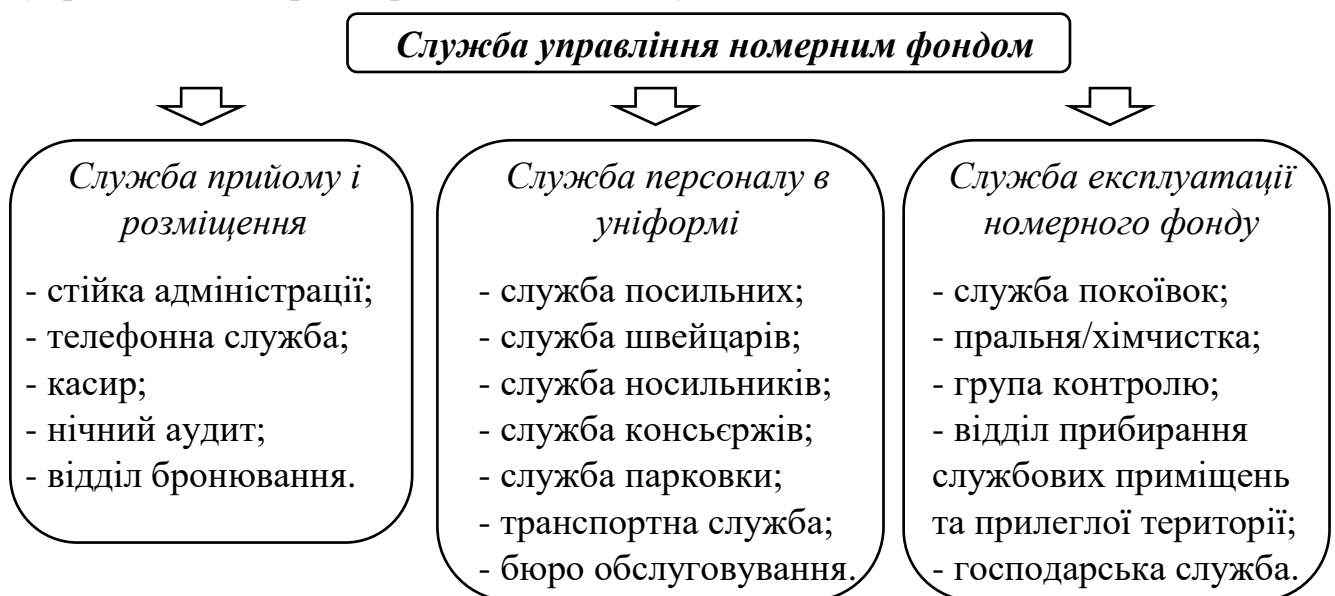 Служба управління номерним фондом
Служба прийому і
розміщення
- стійка адміністрації;
- телефонна служба;
- касир;
- нічний аудит;
- відділ бронювання.
Служба персоналу в
уніформі
- служба посильних;
- служба швейцарів;
- служба носильників;
- служба консьєржів;
- служба парковки;
- транспортна служба;
- бюро обслуговування.
Служба експлуатації
номерного фонду
- служба покоївок;
- пральня/хімчистка;
- група контролю;
- відділ прибирання
службових приміщень
та прилеглої території;
- господарська служба.